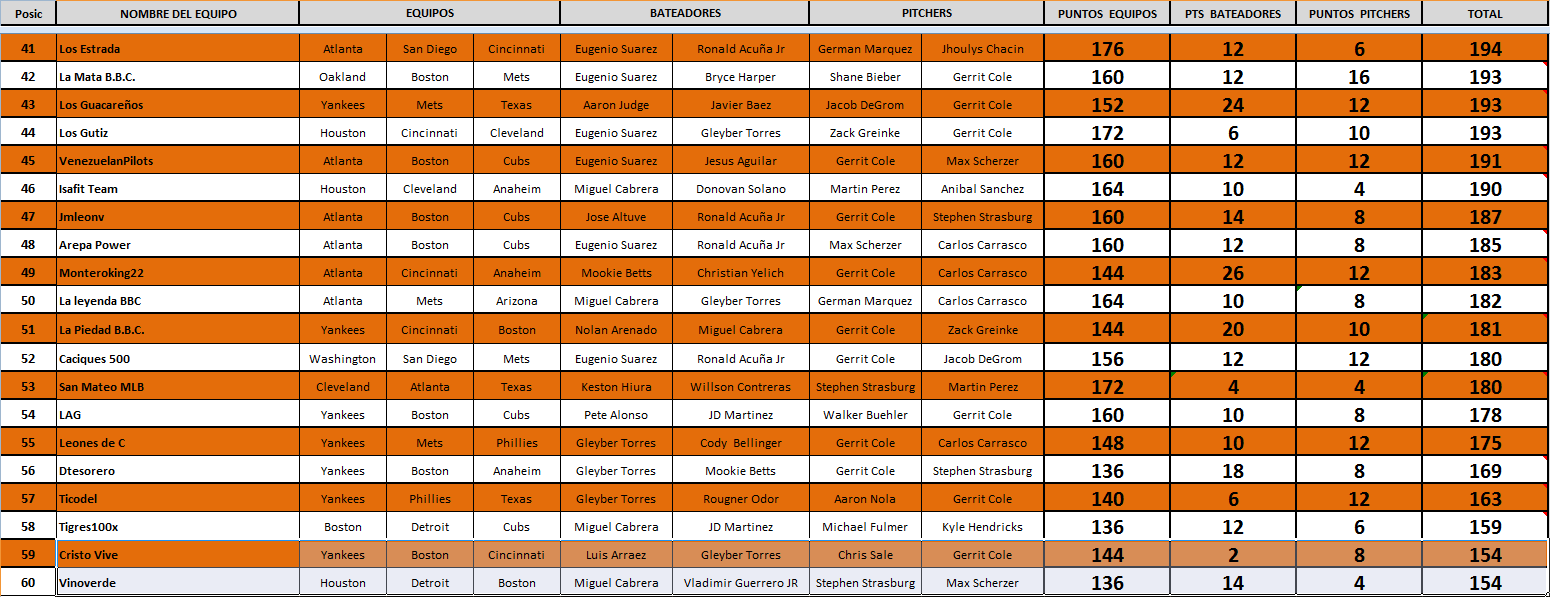 Posic NOMBRE DEL EQUIPO EQUIPOS BATEADORES PITCHERS PUNTOS EQUIPOS PTS BATEADORES PUNTOS PITCHERS TOTAL
41 Los Estrada Atlanta San Diego Cincinnati Eugenio Suarez Ronald Acuña Jr German Marquez Jhoulys Chacin 176 12 6 194
42 La Mata B.B.C. Oakland Boston Mets Eugenio Suarez Bryce Harper Shane Bieber Gerrit Cole 160 12 16 193
43 Los Guacareños Yankees Mets Texas Aaron Judge Javier Baez Jacob DeGrom Gerrit Cole 152 24 12 193
44 Los Gutiz Houston Cincinnati Cleveland Eugenio Suarez Gleyber Torres Zack Greinke Gerrit Cole 172 6 10 193
45 VenezuelanPilots Atlanta Boston Cubs Eugenio Suarez Jesus Aguilar Gerrit Cole Max Scherzer 160 12 12 191
46 Isafit Team Houston Cleveland Anaheim Miguel Cabrera Donovan Solano Martin Perez Anibal Sanchez 164 10 4 190
47 Jmleonv Atlanta Boston Cubs Jose Altuve Ronald Acuña Jr Gerrit Cole Stephen Strasburg 160 14 8 187
48 Arepa Power Atlanta Boston Cubs Eugenio Suarez Ronald Acuña Jr Max Scherzer Carlos Carrasco 160 12 8 185
49 Monteroking22 Atlanta Cincinnati Anaheim Mookie Betts Christian Yelich Gerrit Cole Carlos Carrasco 144 26 12 183
50 La leyenda BBC Atlanta Mets Arizona Miguel Cabrera Gleyber Torres German Marquez Carlos Carrasco 164 10 8 182
51 La Piedad B.B.C. Yankees Cincinnati Boston Nolan Arenado Miguel Cabrera Gerrit Cole Zack Greinke 144 20 10 181
52 Caciques 500 Washington San Diego Mets Eugenio Suarez Ronald Acuña Jr Gerrit Cole Jacob DeGrom 156 12 12 180
53 San Mateo MLB Cleveland Atlanta Texas Keston Hiura Willson Contreras Stephen Strasburg Martin Perez 172 4 4 180
54 LAG Yankees Boston Cubs Pete Alonso JD Martinez Walker Buehler Gerrit Cole 160 10 8 178
55 Leones de C Yankees Mets Phillies Gleyber Torres Cody Bellinger Gerrit Cole Carlos Carrasco 148 10 12 175
56 Dtesorero Yankees Boston Anaheim Gleyber Torres Mookie Betts Gerrit Cole Stephen Strasburg 136 18 8 169
57 Ticodel Yankees Phillies Texas Gleyber Torres Rougner Odor Aaron Nola Gerrit Cole 140 6 12 163
58 Tigres100x Boston Detroit Cubs Miguel Cabrera JD Martinez Michael Fulmer Kyle Hendricks 136 12 6 159
59 Cristo Vive Yankees Boston Cincinnati Luis Arraez Gleyber Torres Chris Sale Gerrit Cole 144 2 8 154
60 Vinoverde Houston Detroit Boston Miguel Cabrera Vladimir Guerrero JR Stephen Strasburg Max Scherzer 136 14 4 154